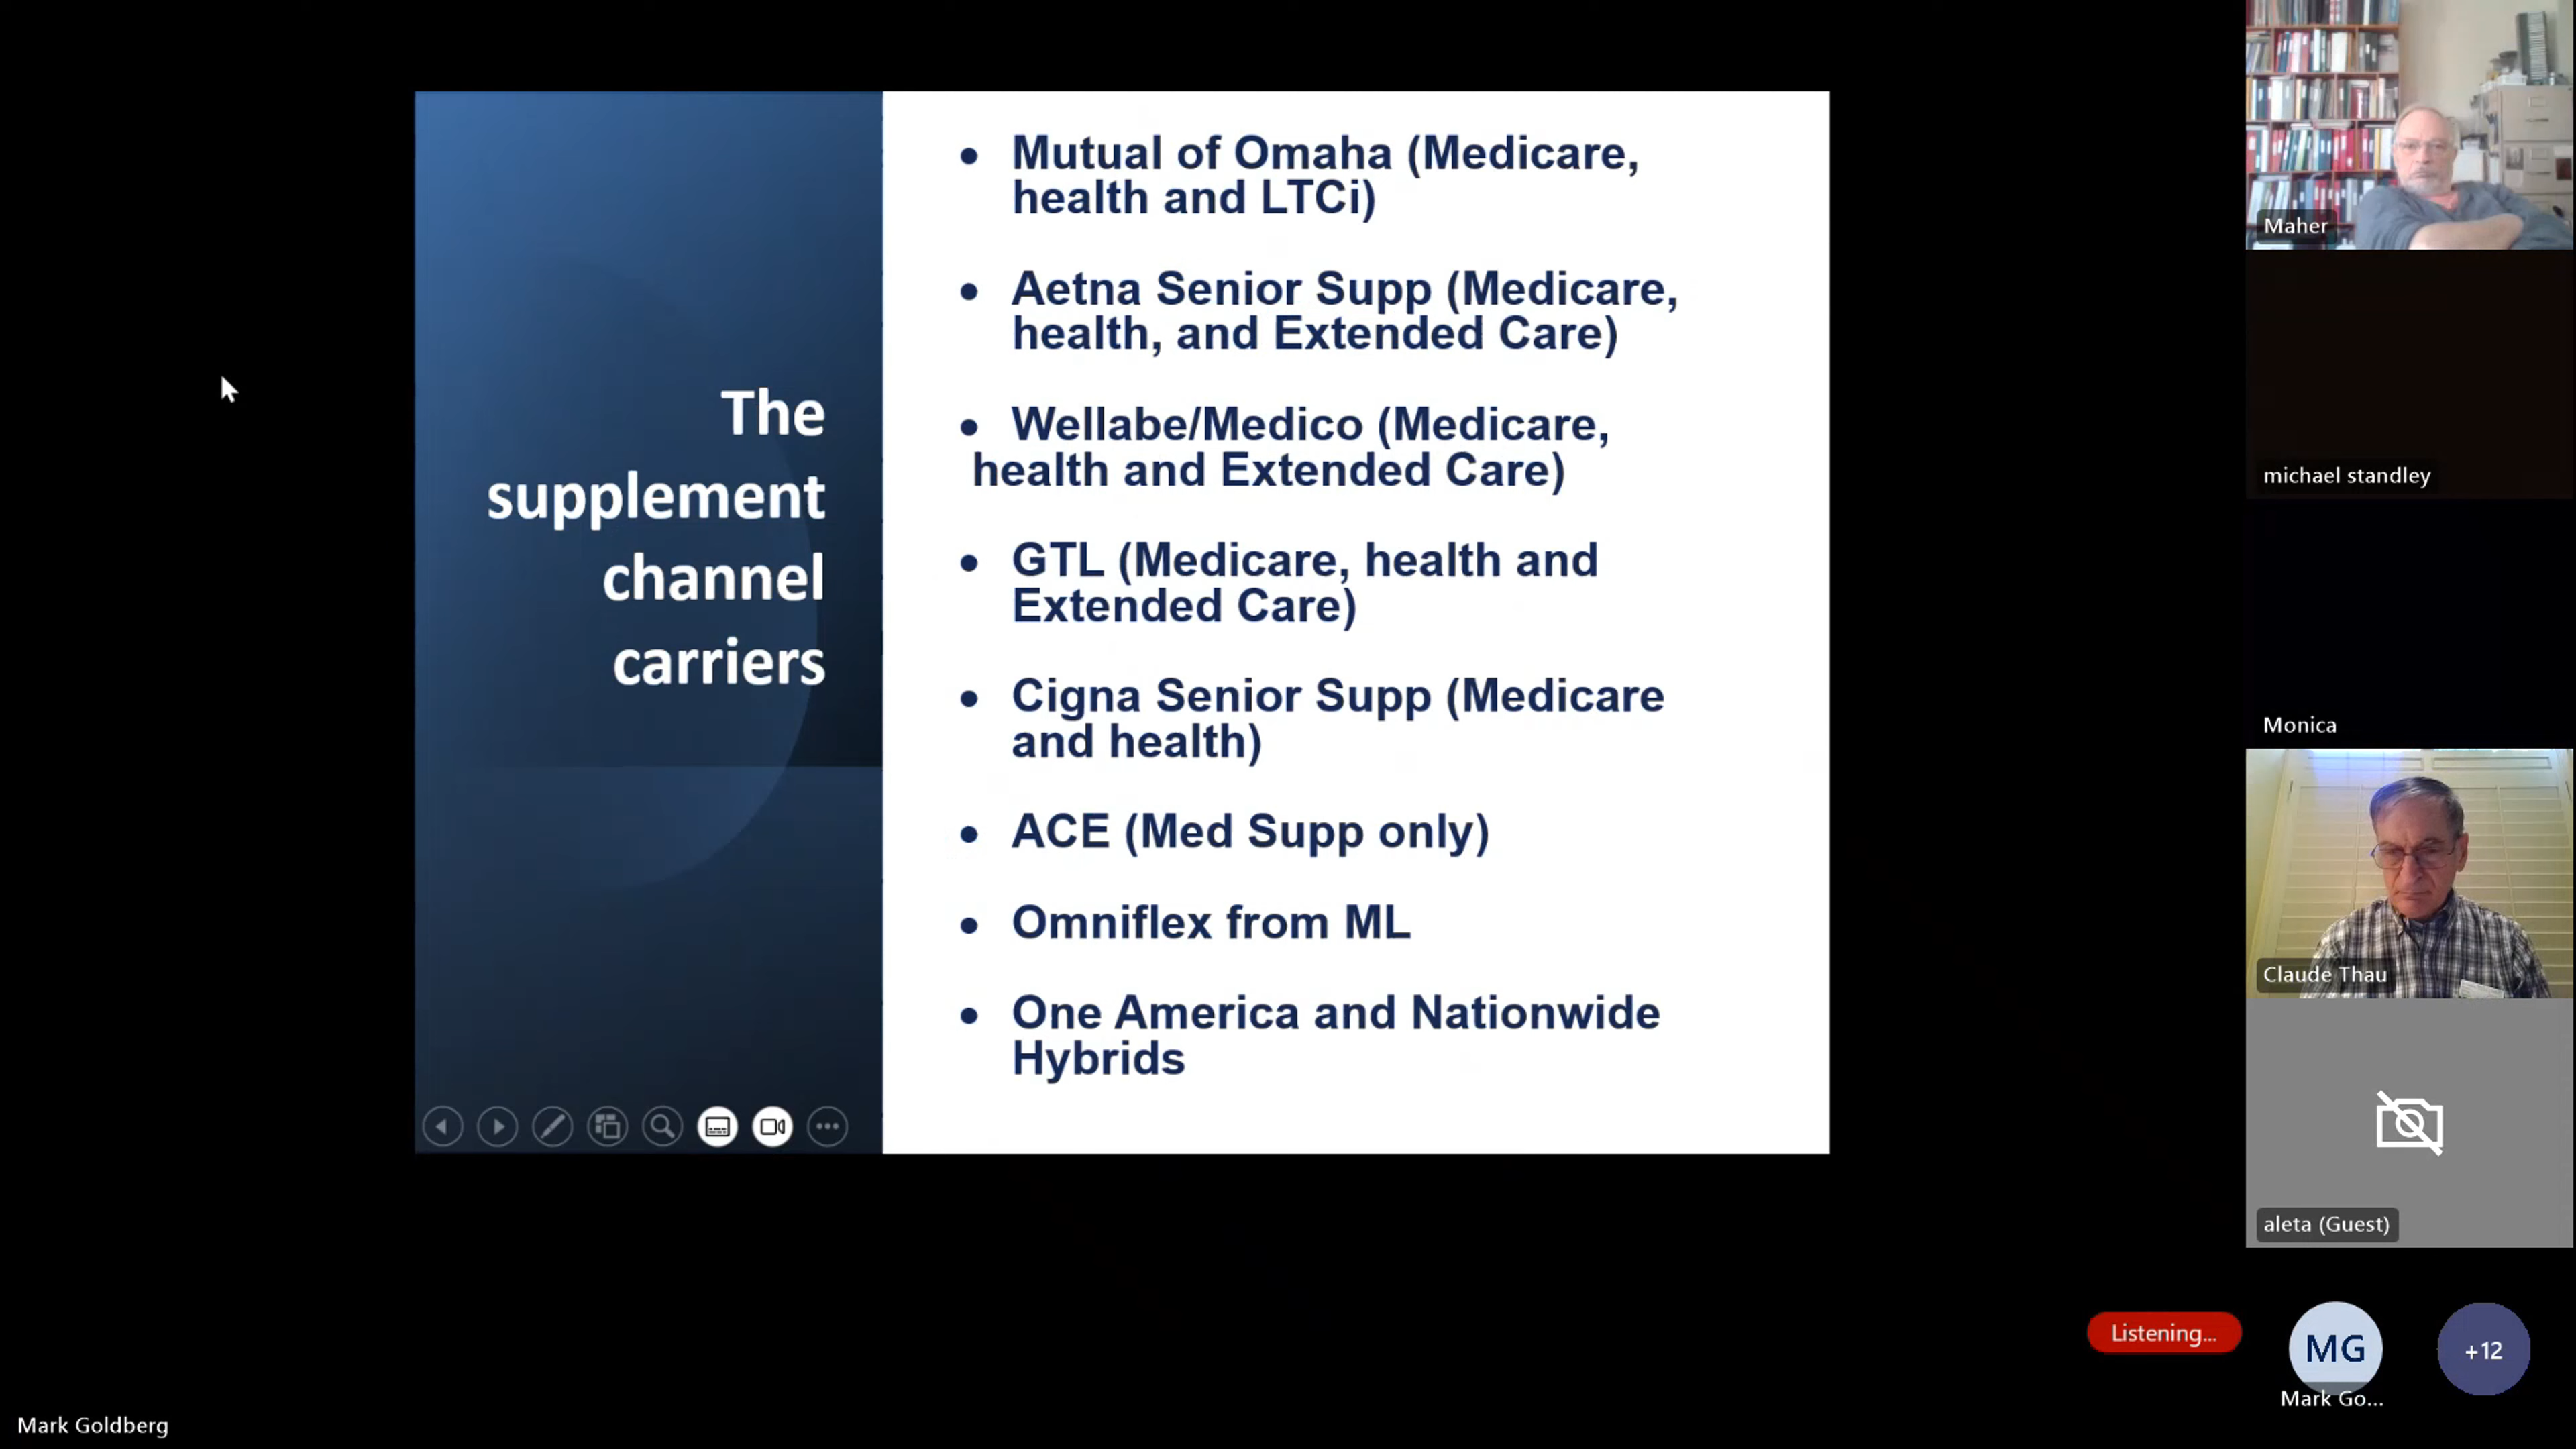 The
supplement
channel
carriers
• Mutual of Omaha (Medicare,
health and LTCi)
• Aetna Senior Supp (Medicare,
health, and Extended Care)
• Wellabe/Medico (Medicare,
health and Extended Care)
• GTL (Medicare, health and
Extended Care)
• Cigna Senior Supp (Medicare
and health)
• ACE (Med Supp only)
• Omniflex from ML
• One America and Nationwide
Hybrids
Maher
michael standley
Monica
Claude Thau
aleta (Guest)
Listening...
MG
+12
Mark Go...
Mark Goldberg